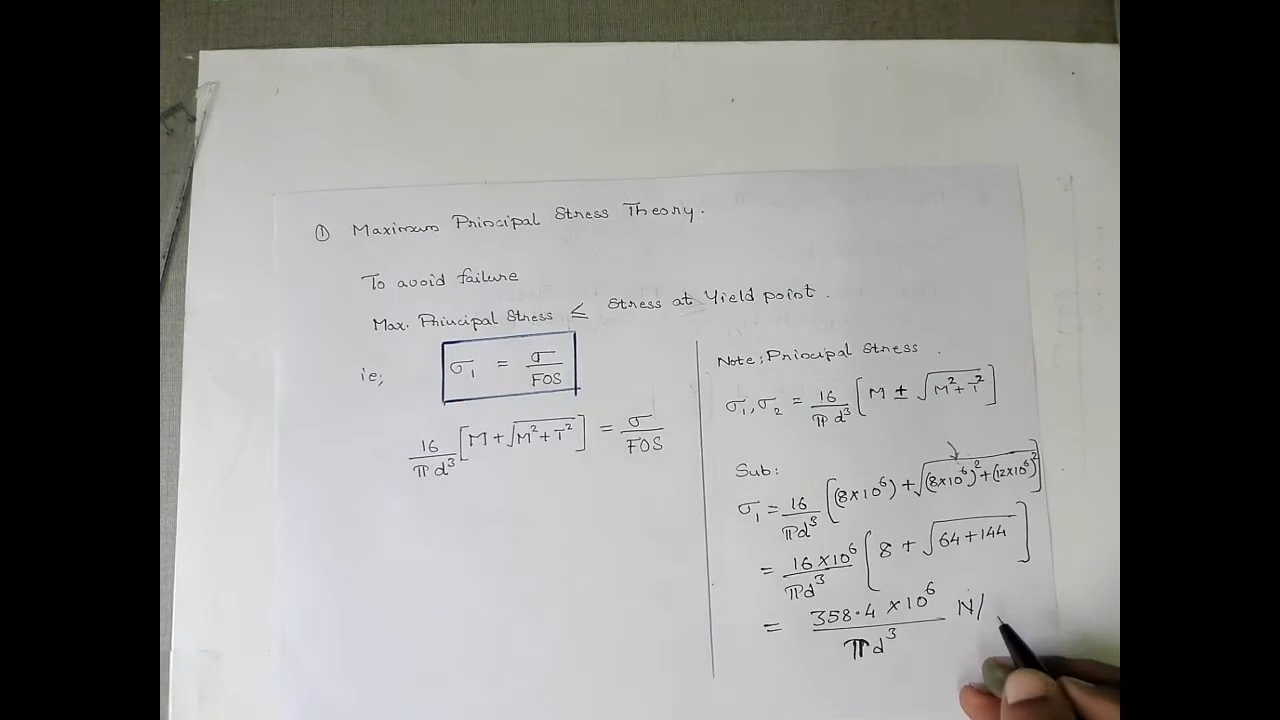 ① Maximum Principal Stress Theory.
To avoid failure
Max. Principal Stress ≤ Stress at Yield point.
ie; σ₁ = σ/FOS
16/πd³ [M + √(M² + T²)] = σ/FOS
Note; Principal Stress.
σ₁, σ₂ = 16/πd³ [M ± √(M² + T²)]
Sub:
σ₁ = 16/πd³ [(8×10⁶) + √((8×10⁶)² + (12×10⁶)²)]
= 16×10⁶/πd³ [8 + √(64+144)]
= 358.4 ×10⁶/πd³ N/